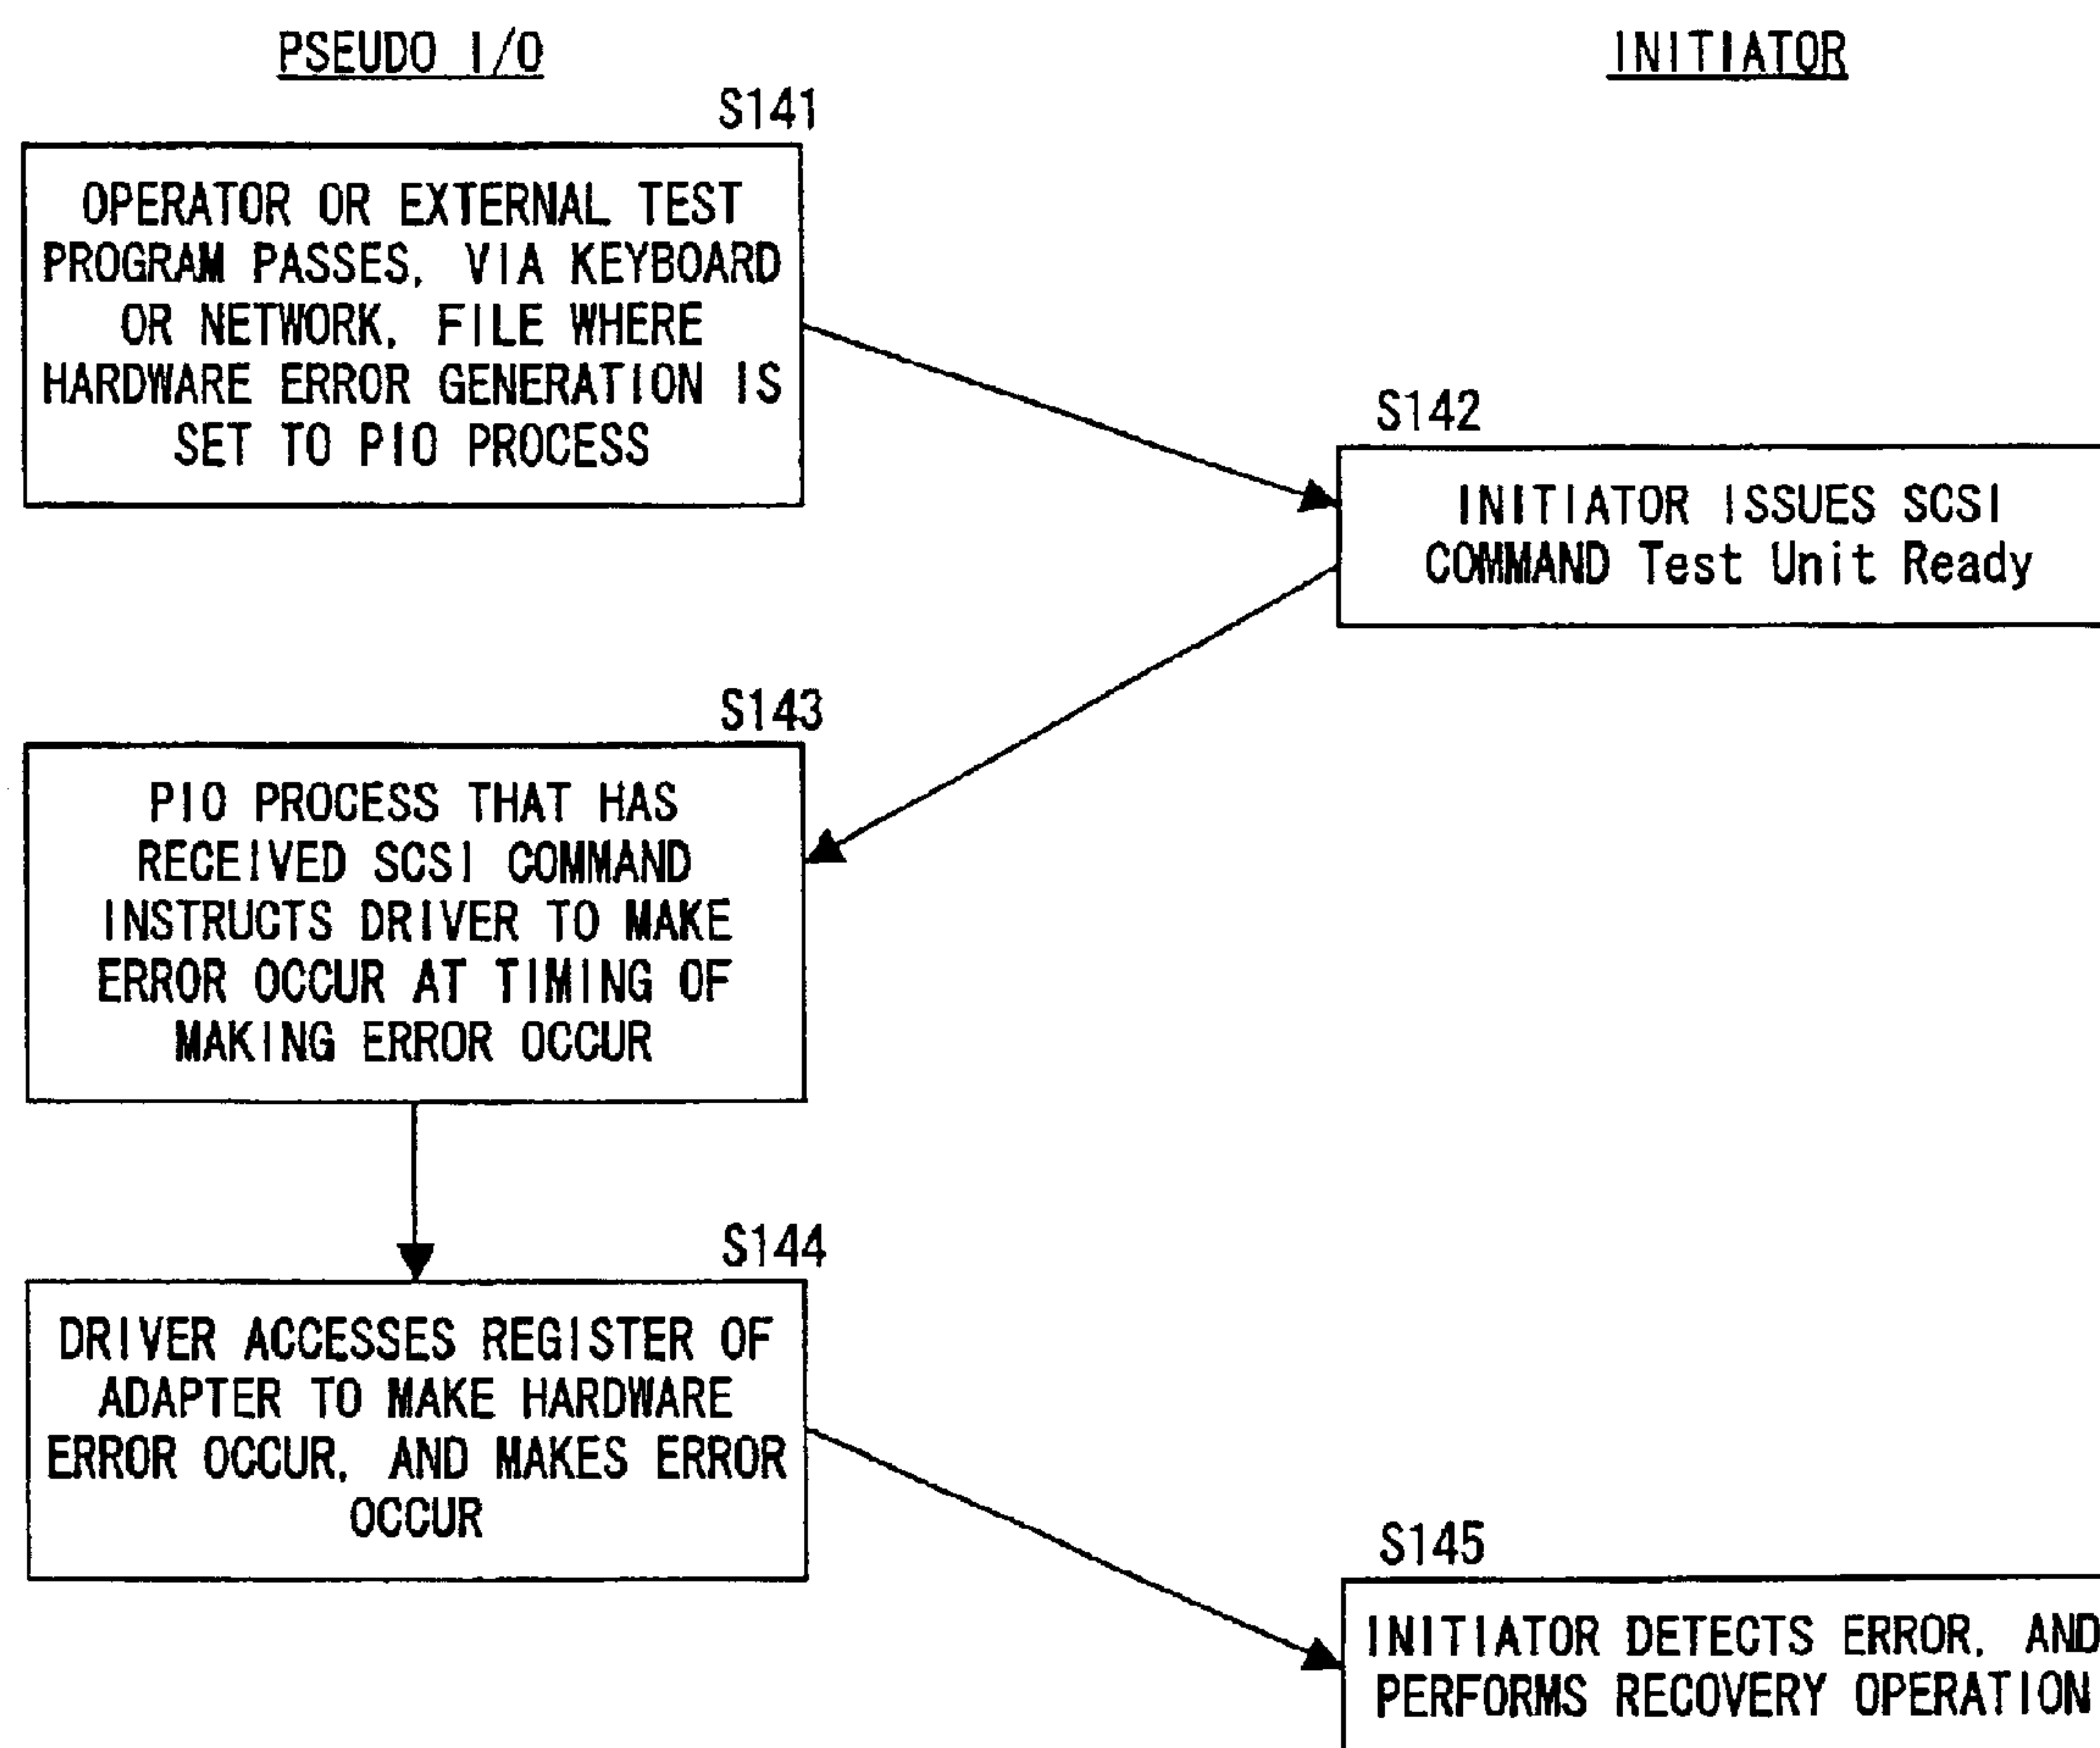 PSEUDO I/O
INITIATOR
S141
OPERATOR OR EXTERNAL TEST
PROGRAM PASSES, VIA KEYBOARD
OR NETWORK, FILE WHERE
HARDWARE ERROR GENERATION IS
SET TO PIO PROCESS
S142
INITIATOR ISSUES SCSI
COMMAND Test Unit Ready
S143
PIO PROCESS THAT HAS
RECEIVED SCSI COMMAND
INSTRUCTS DRIVER TO MAKE
ERROR OCCUR AT TIMING OF
MAKING ERROR OCCUR
S144
DRIVER ACCESSES REGISTER OF
ADAPTER TO MAKE HARDWARE
ERROR OCCUR, AND MAKES ERROR
OCCUR
S145
INITIATOR DETECTS ERROR, AND
PERFORMS RECOVERY OPERATION